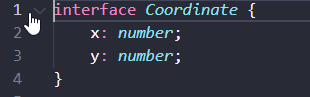 1 interface Coordinate {
2     x: number;
3     y: number;
4 }